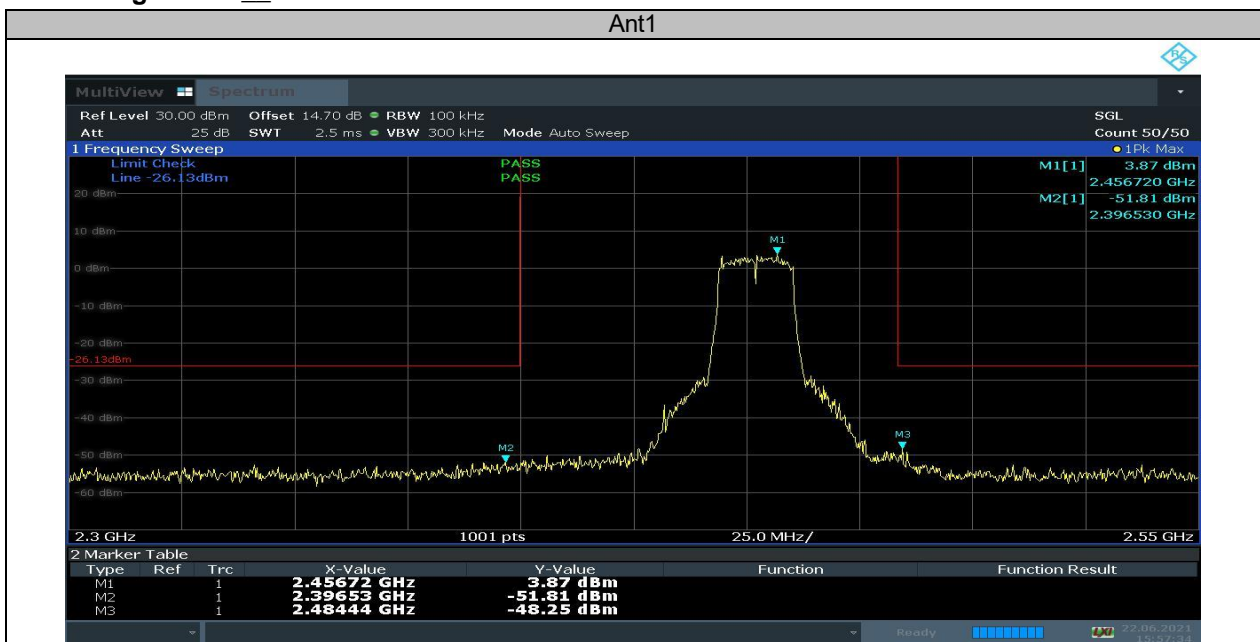 Ant1
R&S
MultiView Spectrum
Ref Level 30.00 dBm Offset 14.70 dB RBW 100 kHz SGL
Att 25 dB SWT 2.5 ms VBW 300 kHz Mode Auto Sweep Count 50/50
1 Frequency Sweep 1Pk Max
Limit Check PASS M1[1] 3.87 dBm
Line -26.13dBm PASS 2.456720 GHz
20 dBm M2[1] -51.81 dBm
2.396530 GHz
10 dBm
M1
0 dBm
-10 dBm
-20 dBm
-26.13dBm
-30 dBm
-40 dBm
M3
M2
-50 dBm
-60 dBm
2.3 GHz 1001 pts 25.0 MHz/ 2.55 GHz
2 Marker Table
Type Ref Trc X-Value Y-Value Function Function Result
M1 1 2.45672 GHz 3.87 dBm
M2 1 2.39653 GHz -51.81 dBm
M3 1 2.48444 GHz -48.25 dBm
Ready 22.06.2021
15:57:34